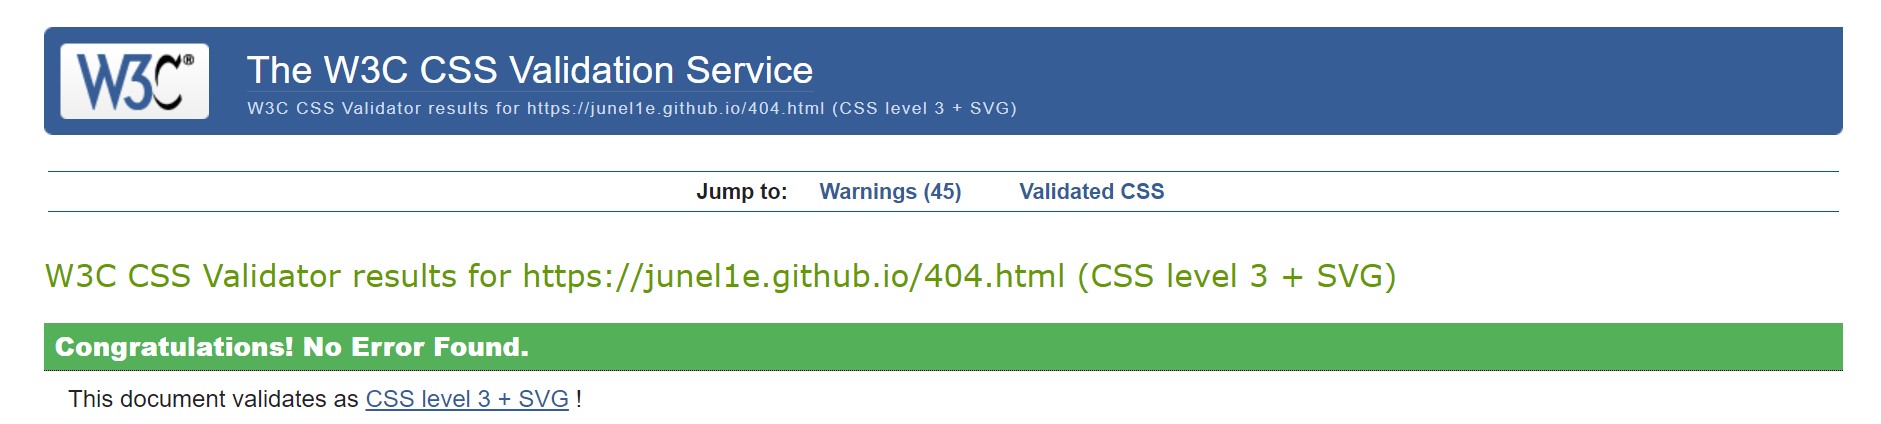 W3C®
The W3C CSS Validation Service
W3C CSS Validator results for https://junel1e.github.io/404.html (CSS level 3 + SVG)
Jump to: Warnings (45) Validated CSS
W3C CSS Validator results for https://junel1e.github.io/404.html (CSS level 3 + SVG)
Congratulations! No Error Found.
This document validates as CSS level 3 + SVG !